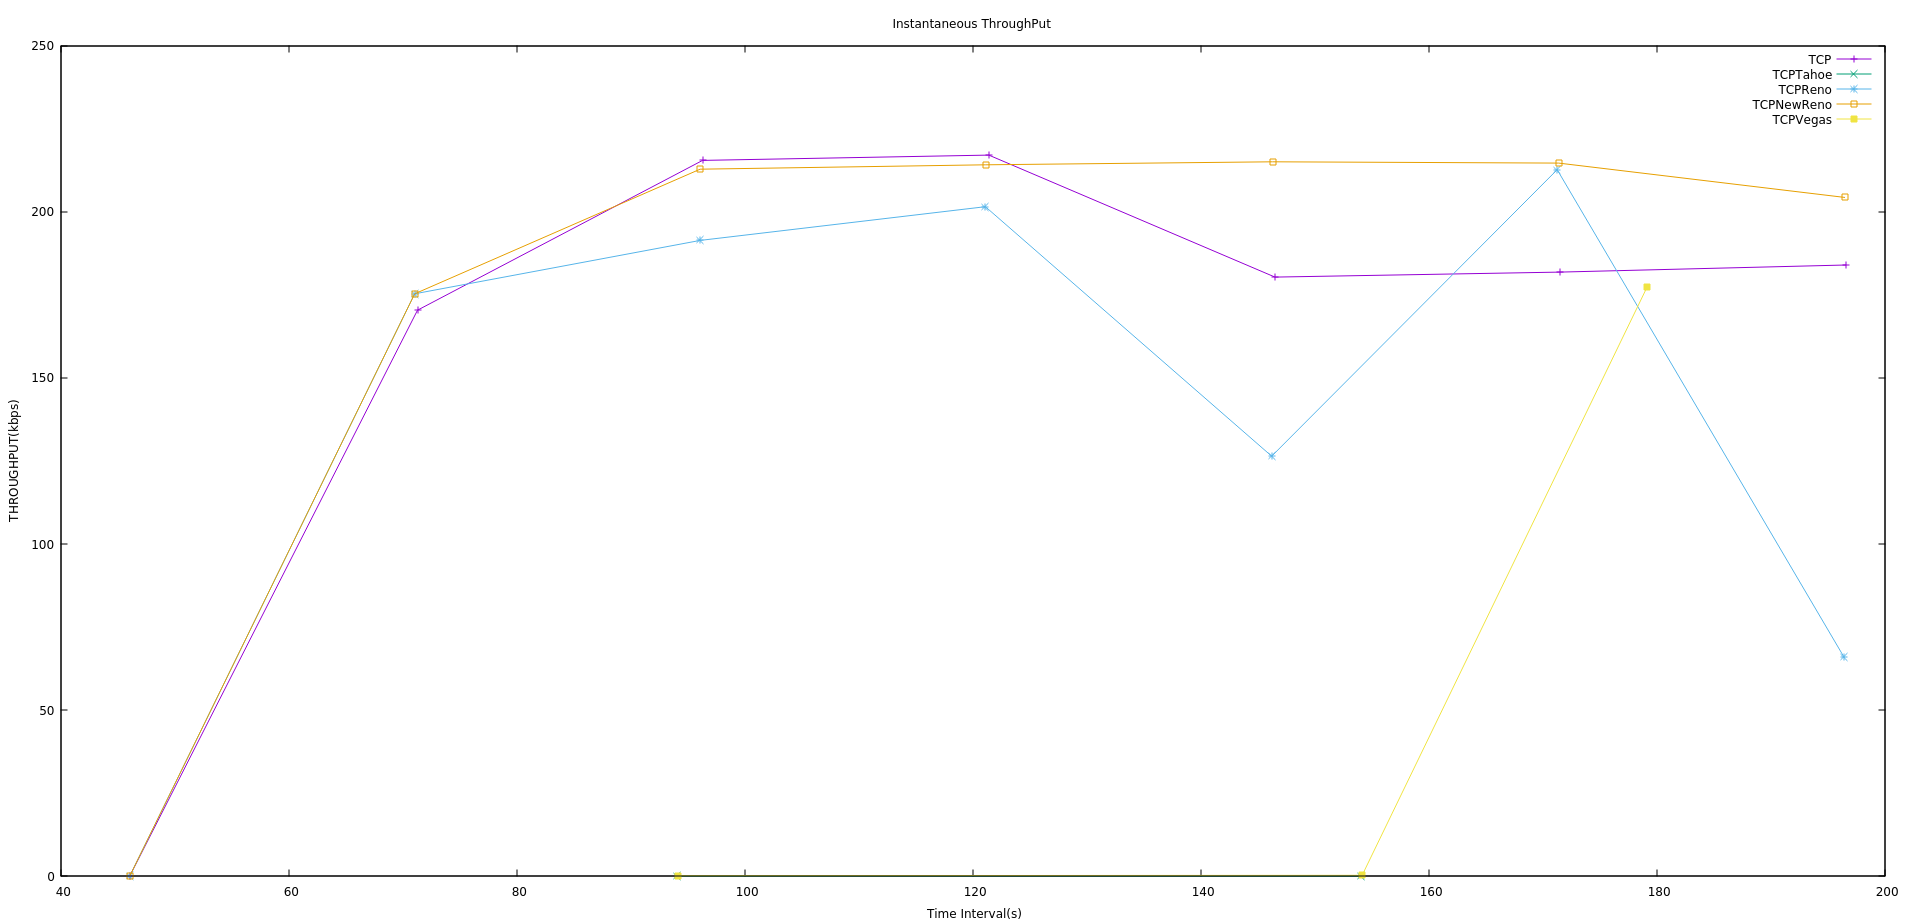 Instantaneous ThroughPut
TCP
TCPTahoe
TCPReno
TCPNewReno
TCPVegas
250
200
150
100
50
0
THROUGHPUT(kbps)
40 60 80 100 120 140 160 180 200
Time Interval(s)